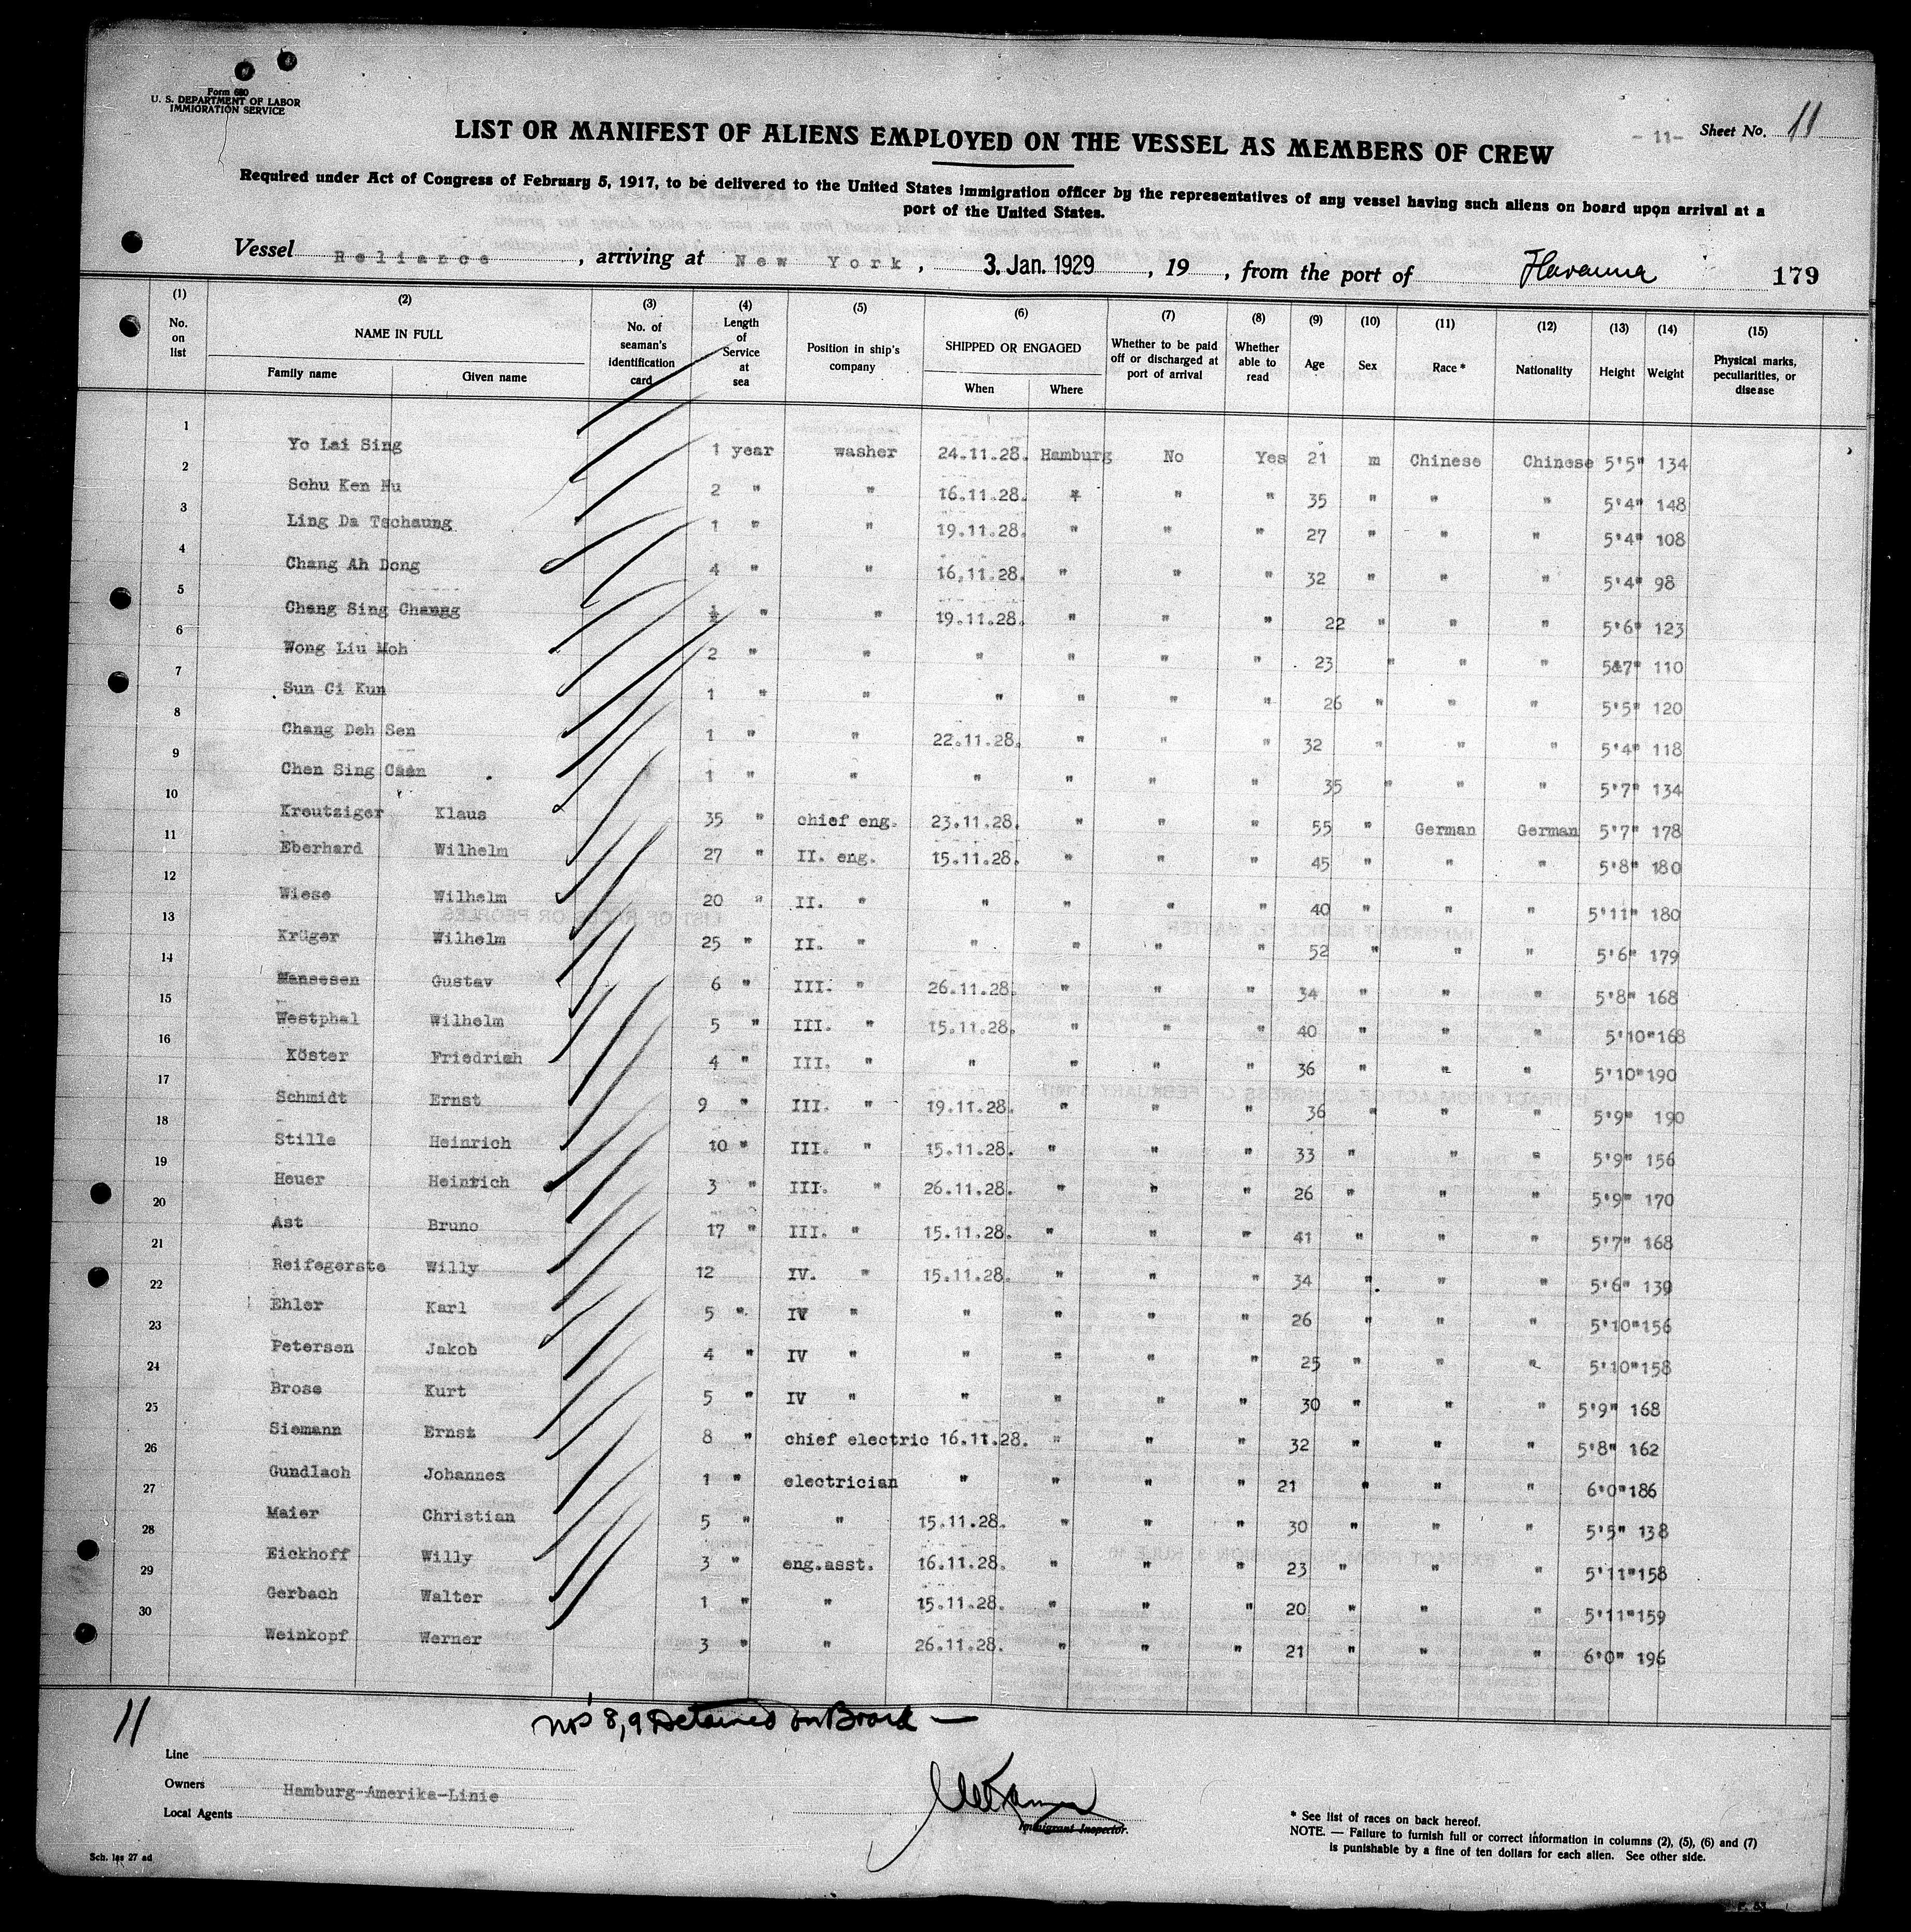 Form 680
U. S. DEPARTMENT OF LABOR
IMMIGRATION SERVICE
LIST OR MANIFEST OF ALIENS EMPLOYED ON THE VESSEL AS MEMBERS OF CREW
- 11- Sheet No. 11
Required under Act of Congress of February 5, 1917, to be delivered to the United States immigration officer by the representatives of any vessel having such aliens on board upon arrival at a
port of the United States.
Vessel Reliance, arriving at New York, 3. Jan. 1929, 19 , from the port of Havanna 179
(1) No. on list (2) NAME IN FULL Family name Given name (3) No. of seaman's identification card (4) Length of Service at sea (5) Position in ship's company (6) SHIPPED OR ENGAGED When Where (7) Whether to be paid off or discharged at port of arrival (8) Whether able to read (9) Age (10) Sex (11) Race * (12) Nationality (13) Height (14) Weight (15) Physical marks, peculiarities, or disease
1 Yo Lai Sing 1 year washer 24.11.28. Hamburg No Yes 21 m Chinese Chinese 5'5" 134
2 Schu Ken Hu 2 " " 16.11.28. " " " 35 " " " 5'4" 148
3 Ling Da Tschaung 1 " " 19.11.28. " " " 27 " " " 5'4" 108
4 Chang Ah Dong 4 " " 16,11.28. " " " 32 " " " 5'4" 98
5 Chang Sing Changg " " 19.11.28. " " " 22 " " " 5'6" 123
6 Wong Liu Moh 2 " " " " " " 23 " " " 5'7" 110
7 Sun Ci Kun 1 " " " " " " 26 " " " 5'5" 120
8 Chang Deh Sen 1 " " 22.11.28. " " " 32 " " " 5'4" 118
9 Chen Sing 1 " " " " " " 35 " " " 5'7" 134
10 Kreutziger Klaus 35 " chief eng. 23.11.28. " " " 55 " German German 5'7" 178
11 Eberhard Wilhelm 27 " II. eng. 15.11.28. " " " 45 " " " 5'8" 180
12 Wiese Wilhelm 20 " II. " " " " " 40 " " " 5'11" 180
13 Krüger Wilhelm 25 " II. " " " " " 52 " " " 5'6" 179
14 Mansesen Gustav 6 " III. " 26.11.28. " " " 34 " " " 5'8" 168
15 Westphal Wilhelm 5 " III. " 15.11.28. " " " 40 " " " 5'10" 168
16 Köster Friedrich 4 " III. " " " " " 36 " " " 5'10" 190
17 Schmidt Ernst 9 " III. " 19.11.28. " " " 36 " " " 5'9" 190
18 Stille Heinrich 10 " III. " 15.11.28. " " " 33 " " " 5'9" 156
19 Heuer Heinrich 3 " III. " 26.11.28. " " " 26 " " " 5'9" 170
20 Ast Bruno 17 " III. " 15.11.28. " " " 41 " " " 5'7" 168
21 Reifegerste Willy 12 IV. " 15.11.28. " " " 34 " " " 5'6" 139
22 Ehler Karl 5 " IV " " " " " 26 " " " 5'10" 156
23 Petersen Jakob 4 " IV " " " " " 25 " " " 5'10" 158
24 Brose Kurt 5 " IV " " " " " 30 " " " 5'9" 168
25 Siemann Ernst 8 " chief electric 16.11.28. " " " 32 " " " 5'8" 162
26 Gundlach Johannes 1 " electrician " " " " 21 " " " 6'0" 186
27 Maier Christian 5 " " 15.11.28. " " " 30 " " " 5'5" 138
28 Eickhoff Willy 3 " eng.asst. 16.11.28. " " " 23 " " " 5'11" 158
29 Gerbach Walter 1 " " 15.11.28. " " " 20 " " " 5'11" 159
30 Weinkopf Werner 3 " " 26.11.28. " " " 21 " " " 6'0" 196
11
Nos 8, 9 Detained on Board —
Line
Owners Hamburg-Amerika-Linie
Local Agents
Immigrant Inspector.
* See list of races on back hereof.
NOTE. — Failure to furnish full or correct information in columns (2), (5), (6) and (7)
is punishable by a fine of ten dollars for each alien. See other side.
Sch. las 27 ad